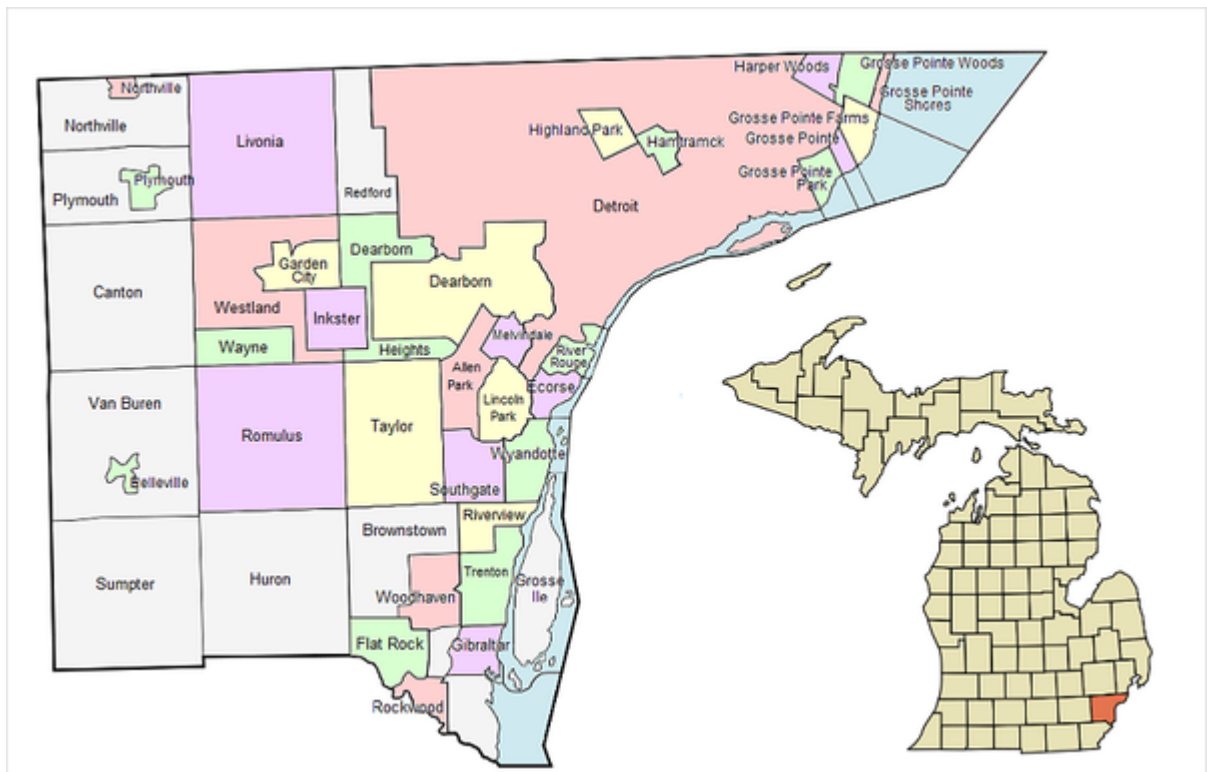 Harper Woods
Grosse Pointe Woods
Northville
Grosse Pointe
Shores
Northville
Grosse Pointe Farms
Highland Park
Livonia
Hamtramck
Grosse Pointe
Plymouth
Grosse Pointe
Park
Plymouth
Redford
Detroit
Dearborn
Garden
City
Dearborn
Canton
Westland
Inkster
Melvindale
Wayne
Heights
River
Rouge
Allen
Park
Ecorse
Van Buren
Lincoln
Park
Taylor
Romulus
Wyandotte
Belleville
Southgate
Riverview
Brownstown
Trenton
Sumpter
Huron
Grosse
Ile
Woodhaven
Flat Rock
Gibraltar
Rockwood